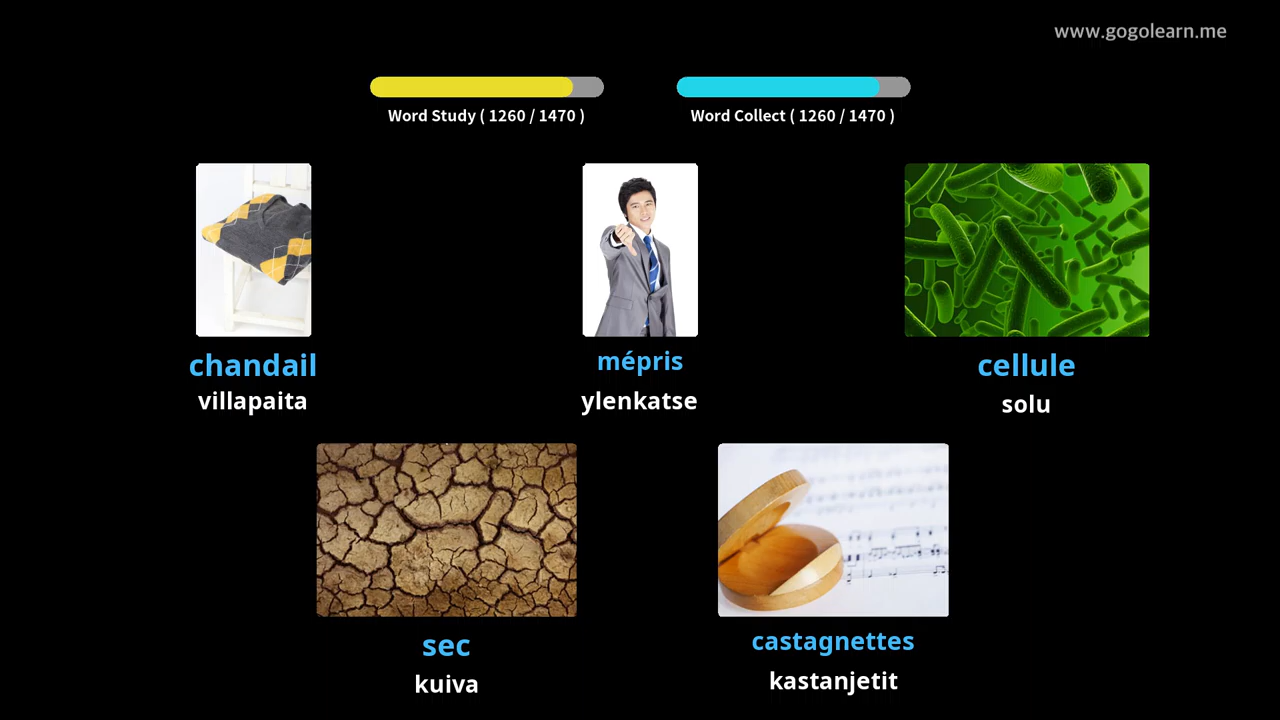 www.gogolearn.me
Word Study ( 1260 / 1470 )
Word Collect ( 1260 / 1470 )
chandail
villapaita
mépris
ylenkatse
cellule
solu
sec
kuiva
castagnettes
kastanjetit